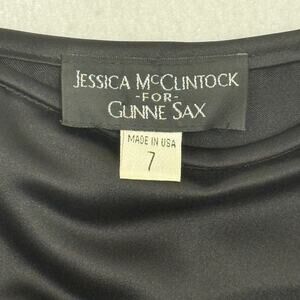 JESSICA McCLINTOCK
-FOR-
GUNNE SAX
MADE IN USA
7